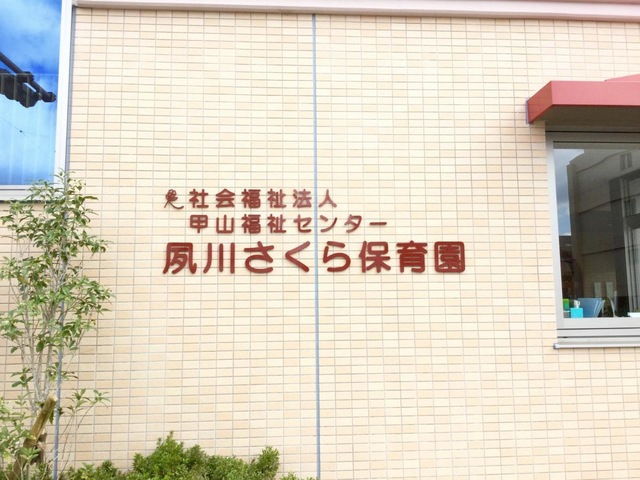 社会福祉法人
甲山福祉センター
夙川さくら保育園